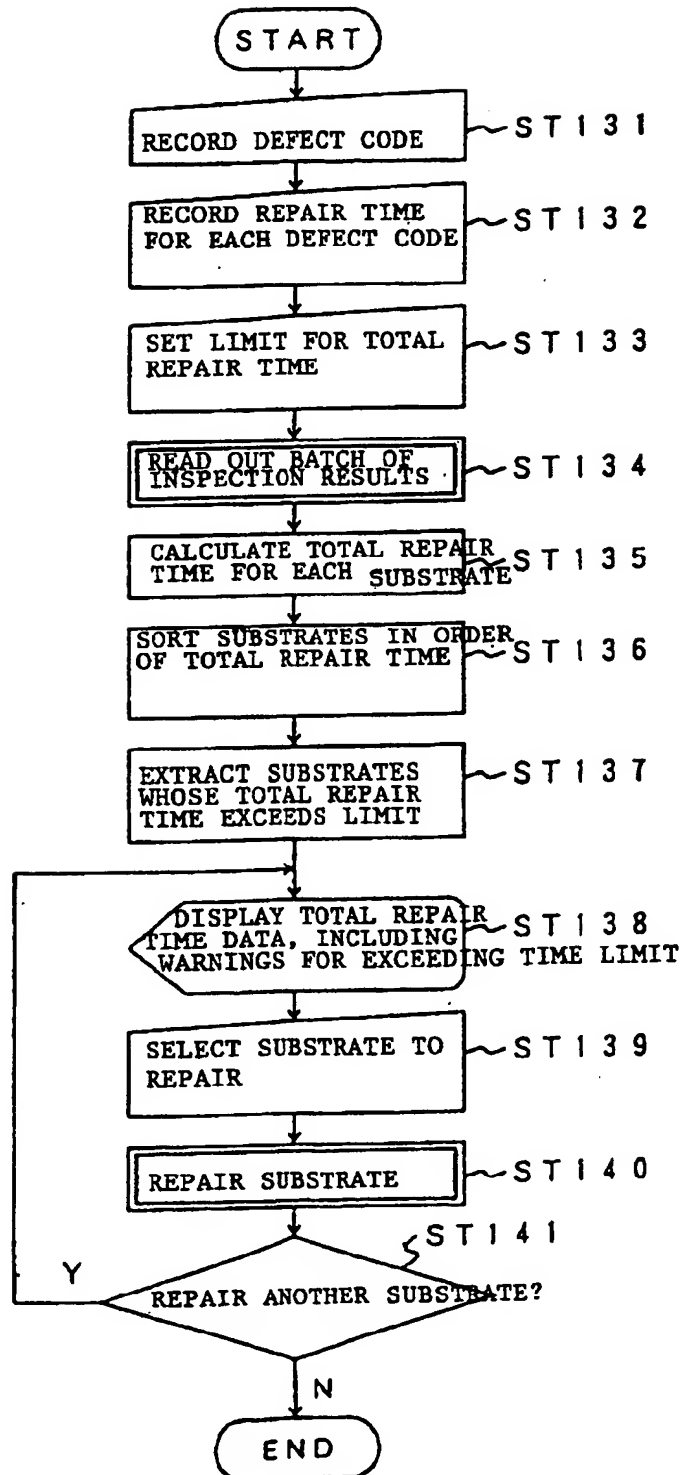 START
RECORD DEFECT CODE
ST131
RECORD REPAIR TIME
FOR EACH DEFECT CODE
ST132
SET LIMIT FOR TOTAL
REPAIR TIME
ST133
READ OUT BATCH OF
INSPECTION RESULTS
ST134
CALCULATE TOTAL REPAIR
TIME FOR EACH SUBSTRATE
ST135
SORT SUBSTRATES IN ORDER
OF TOTAL REPAIR TIME
ST136
EXTRACT SUBSTRATES
WHOSE TOTAL REPAIR
TIME EXCEEDS LIMIT
ST137
DISPLAY TOTAL REPAIR
TIME DATA, INCLUDING
WARNINGS FOR EXCEEDING TIME LIMIT
ST138
SELECT SUBSTRATE TO
REPAIR
ST139
REPAIR SUBSTRATE
ST140
ST141
Y
REPAIR ANOTHER SUBSTRATE?
N
END